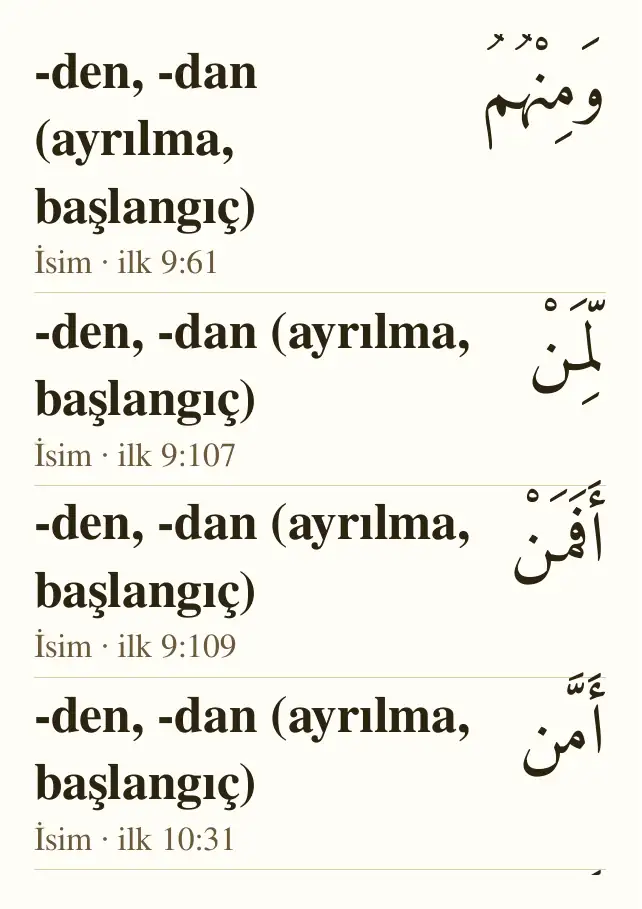 -den, -dan
(ayrılma,
başlangıç)
وَمِنْهُمُ
İsim · ilk 9:61
-den, -dan (ayrılma,
başlangıç)
لِّمَنْ
İsim · ilk 9:107
-den, -dan (ayrılma,
başlangıç)
أَفَمَنْ
İsim · ilk 9:109
-den, -dan (ayrılma,
başlangıç)
أَمَّن
İsim · ilk 10:31